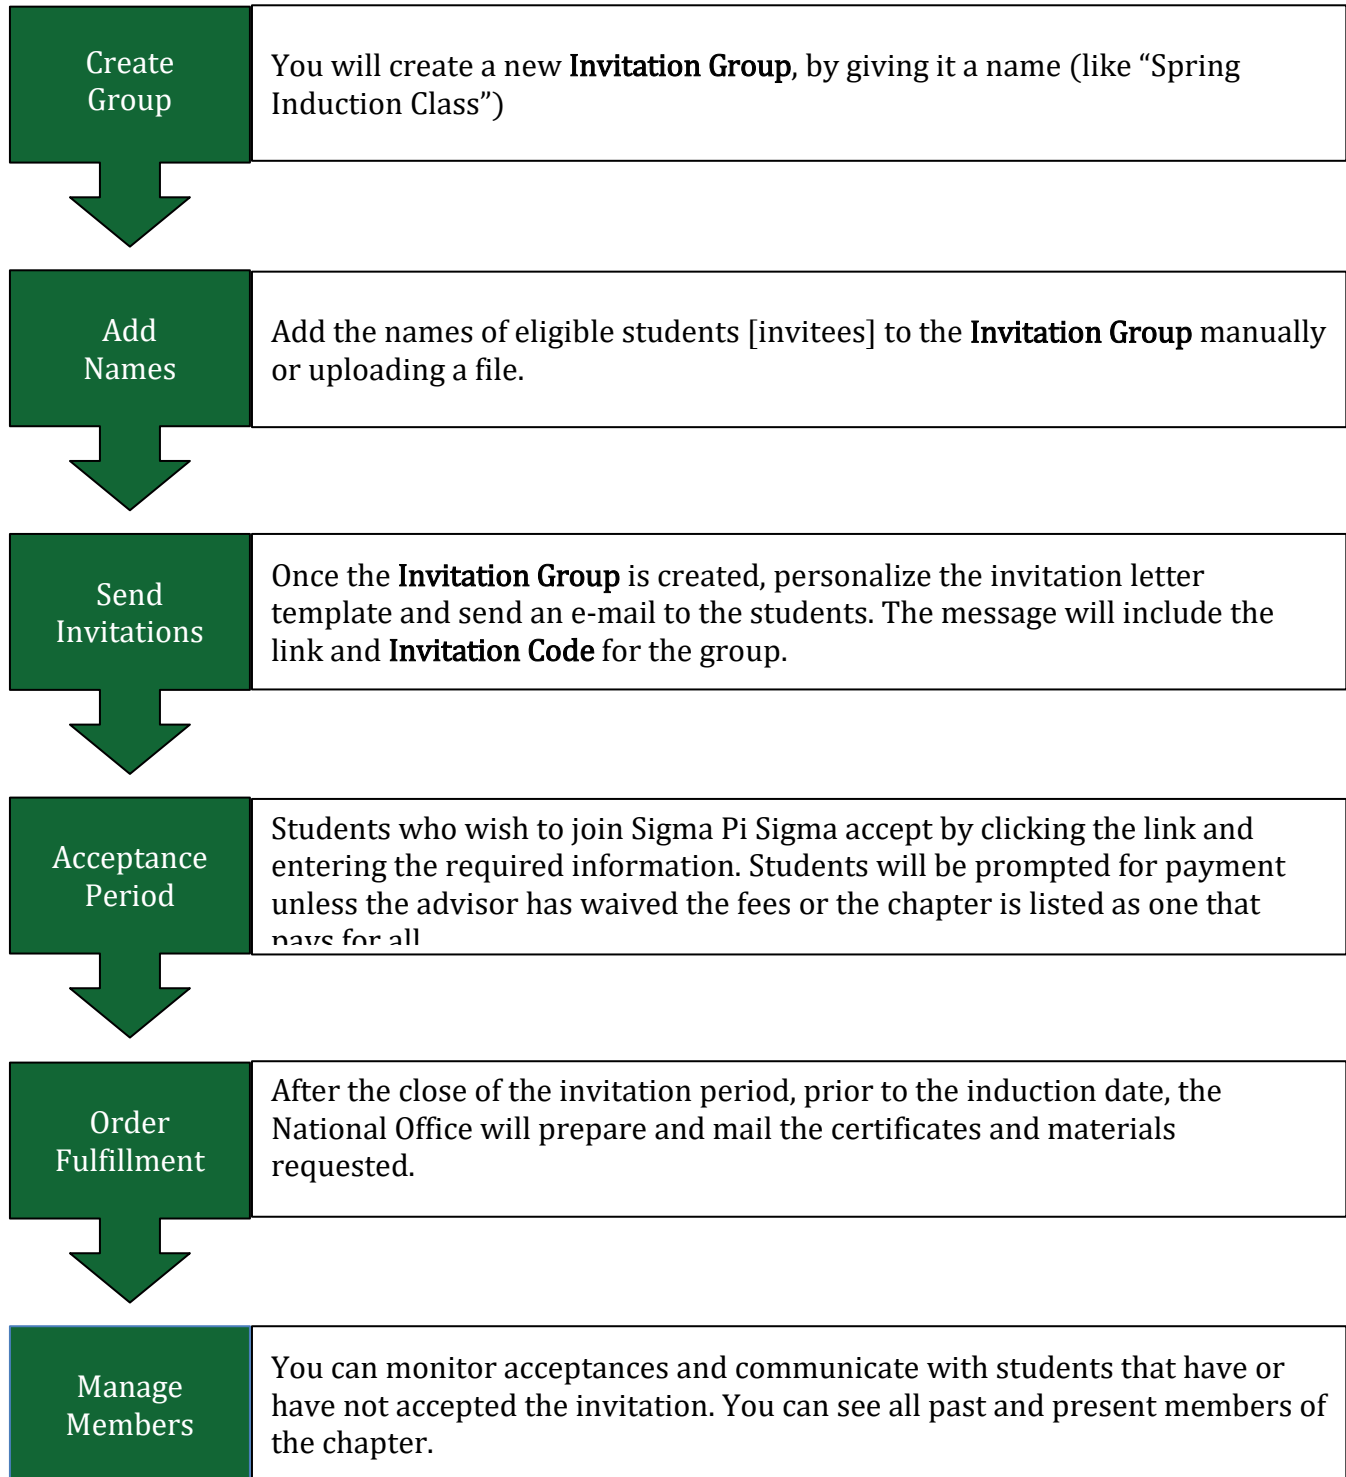 Create
Group
You will create a new Invitation Group, by giving it a name (like “Spring
Induction Class”)
Add
Names
Add the names of eligible students [invitees] to the Invitation Group manually
or uploading a file.
Send
Invitations
Once the Invitation Group is created, personalize the invitation letter
template and send an e-mail to the students. The message will include the
link and Invitation Code for the group.
Acceptance
Period
Students who wish to join Sigma Pi Sigma accept by clicking the link and
entering the required information. Students will be prompted for payment
unless the advisor has waived the fees or the chapter is listed as one that
pays for all
Order
Fulfillment
After the close of the invitation period, prior to the induction date, the
National Office will prepare and mail the certificates and materials
requested.
Manage
Members
You can monitor acceptances and communicate with students that have or
have not accepted the invitation. You can see all past and present members of
the chapter.